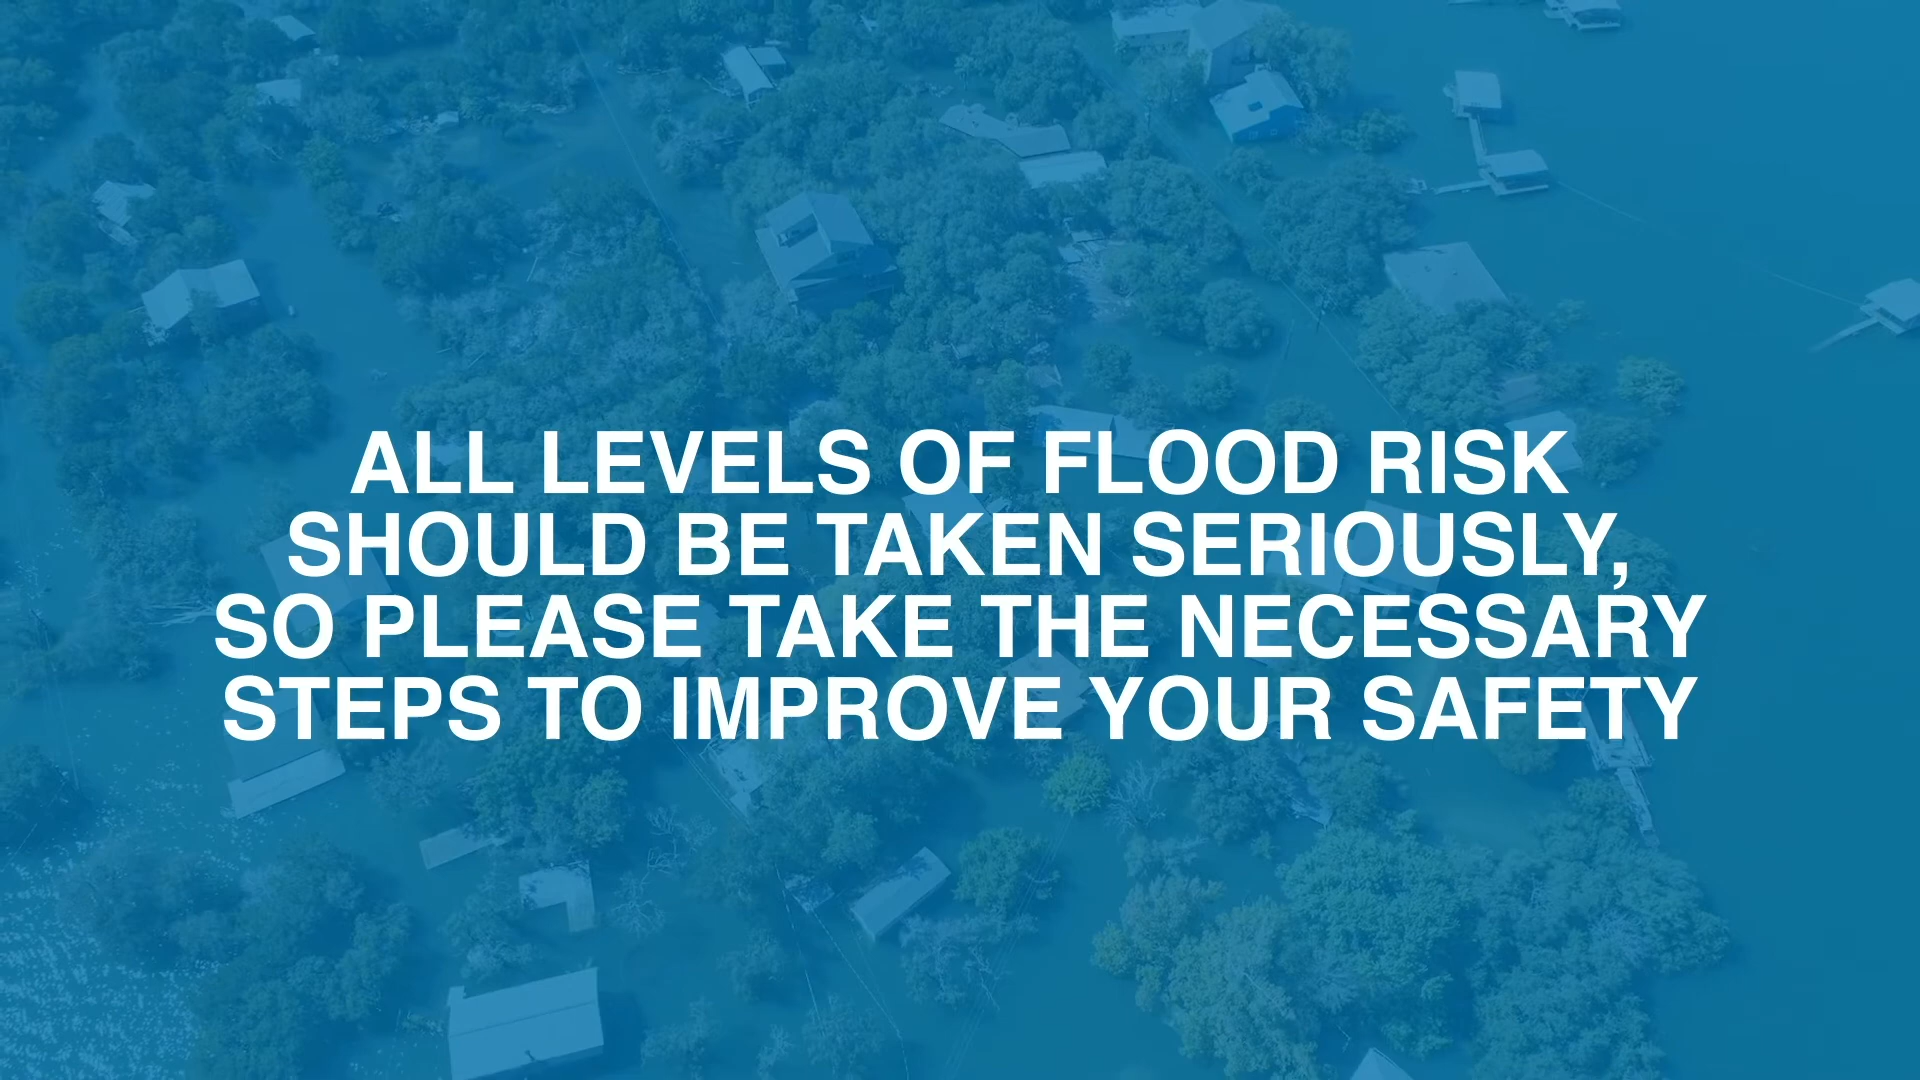 ALL LEVELS OF FLOOD RISK
SHOULD BE TAKEN SERIOUSLY,
SO PLEASE TAKE THE NECESSARY
STEPS TO IMPROVE YOUR SAFETY